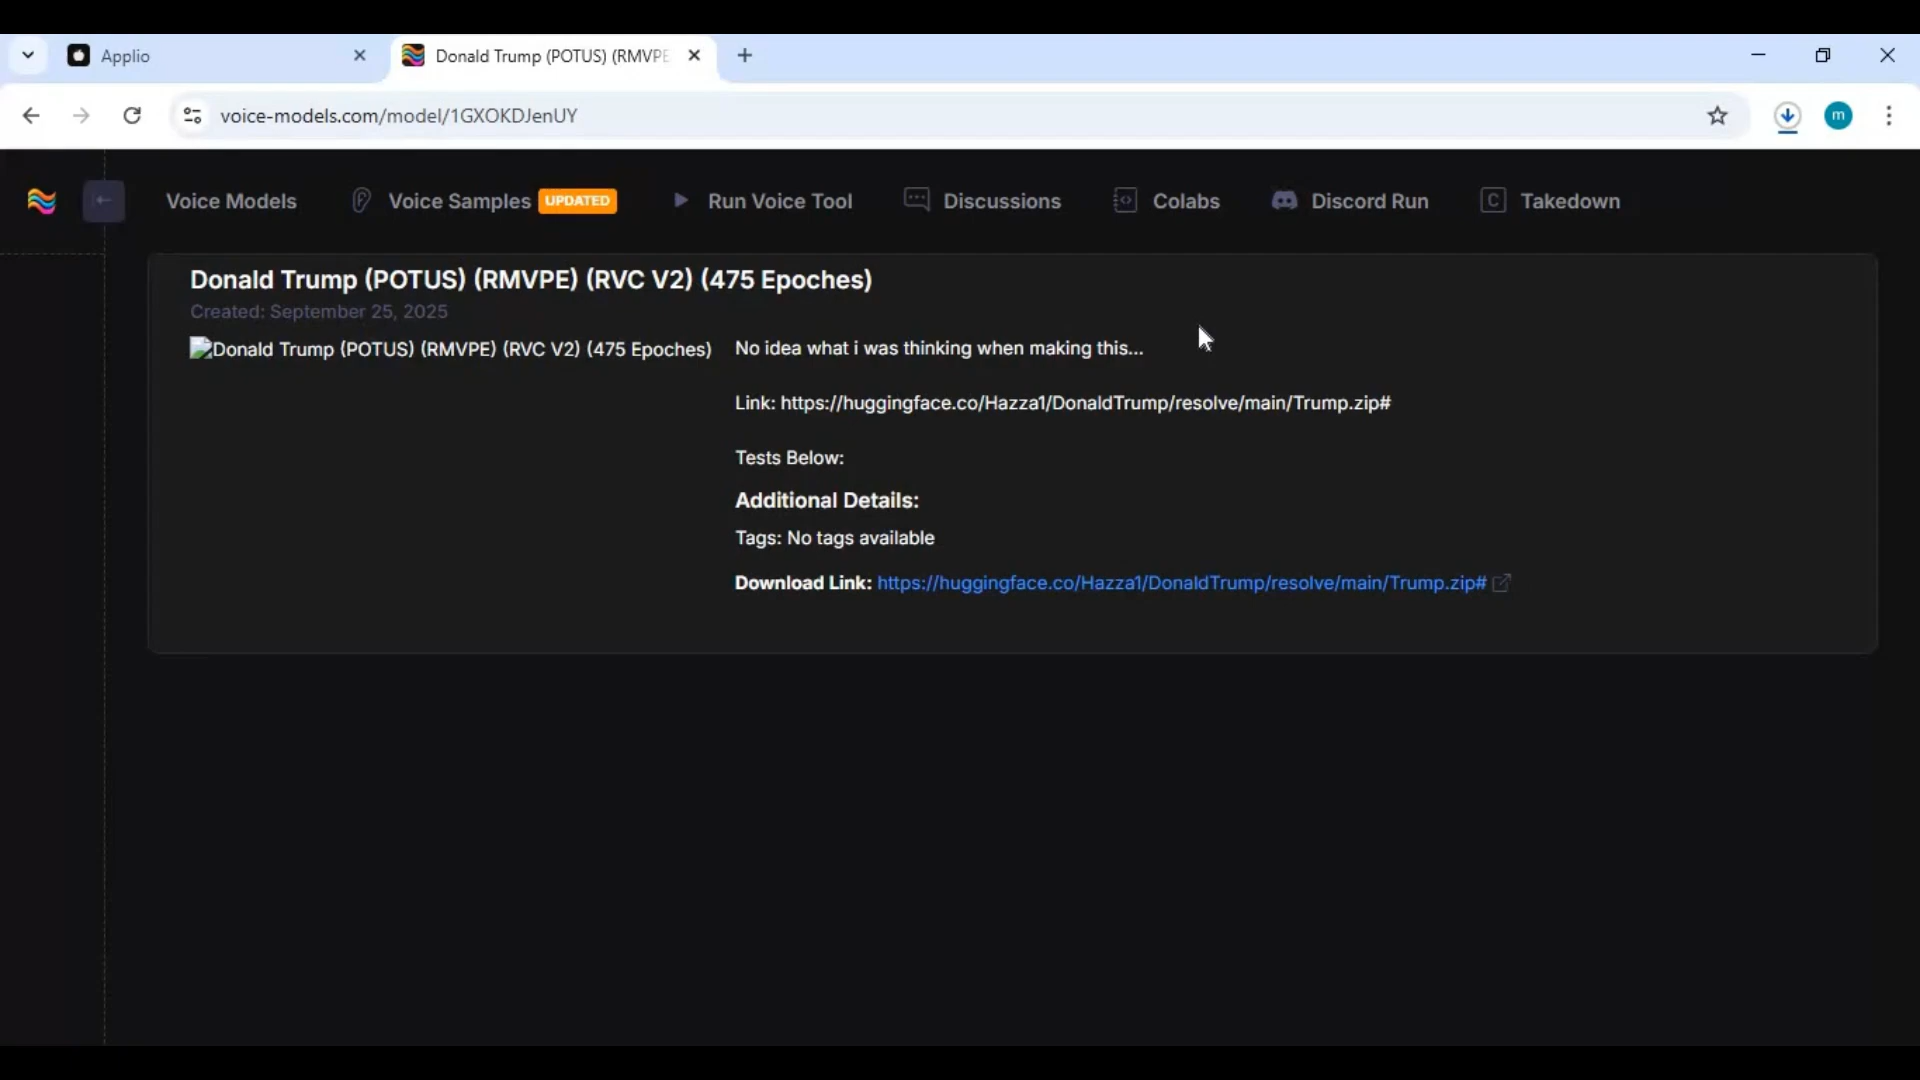 Applio
Donald Trump (POTUS) (RMVPE
voice-models.com/model/1GXOKDJenUY
m
Voice Models
Voice Samples UPDATED
Run Voice Tool
Discussions
Colabs
Discord Run
C Takedown
Donald Trump (POTUS) (RMVPE) (RVC V2) (475 Epoches)
Created: September 25, 2025
Donald Trump (POTUS) (RMVPE) (RVC V2) (475 Epoches)
No idea what i was thinking when making this...
Link: https://huggingface.co/Hazza1/DonaldTrump/resolve/main/Trump.zip#
Tests Below:
Additional Details:
Tags: No tags available
Download Link: https://huggingface.co/Hazza1/DonaldTrump/resolve/main/Trump.zip#